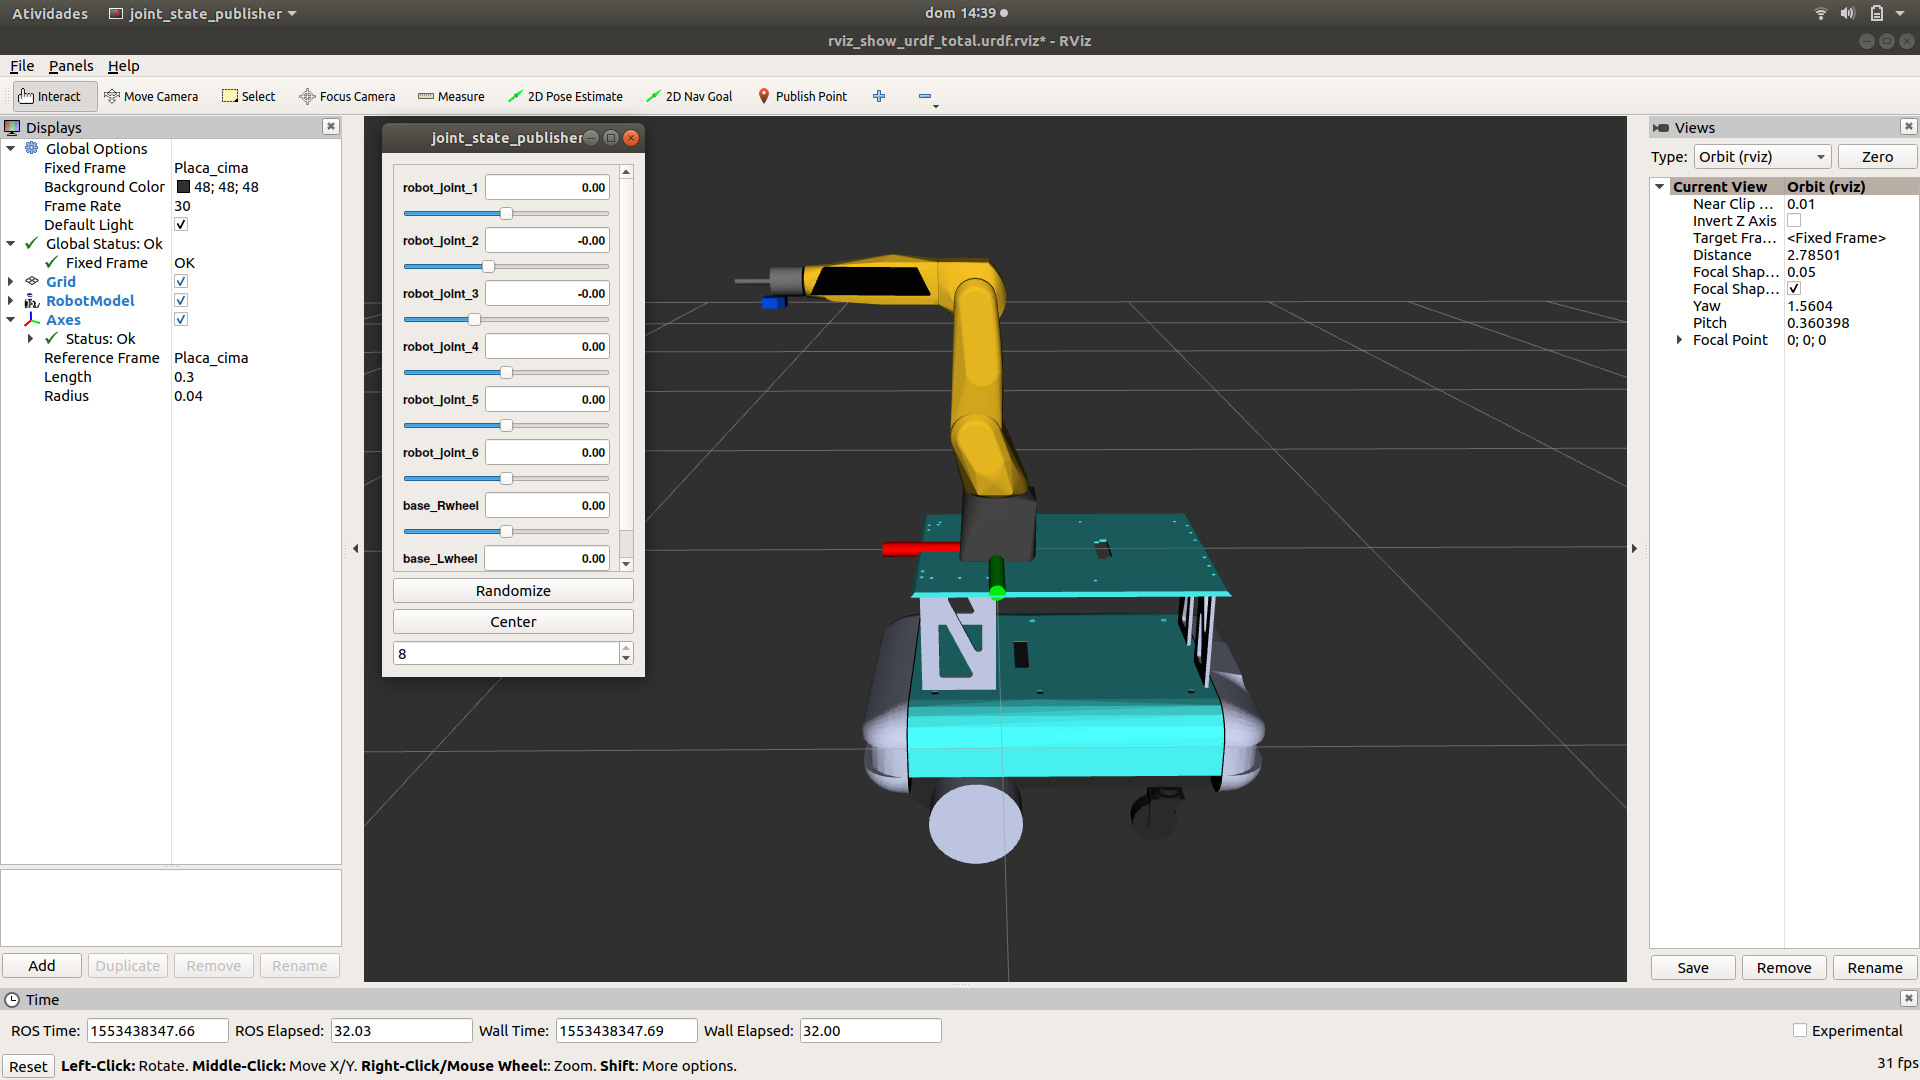 Atividades joint_state_publisher dom 14:39
rviz_show_urdf_total.urdf.rviz* - RViz
File Panels Help
Interact Move Camera Select Focus Camera Measure 2D Pose Estimate 2D Nav Goal Publish Point
Displays
Global Options
Fixed Frame Placa_cima
Background Color 48; 48; 48
Frame Rate 30
Default Light
Global Status: Ok
Fixed Frame OK
Grid
RobotModel
Axes
Status: Ok
Reference Frame Placa_cima
Length 0.3
Radius 0.04
Add Duplicate Remove Rename
joint_state_publisher
robot_joint_1 0.00
robot_joint_2 -0.00
robot_joint_3 -0.00
robot_joint_4 0.00
robot_joint_5 0.00
robot_joint_6 0.00
base_Rwheel 0.00
base_Lwheel 0.00
Randomize
Center
8
Views
Type: Orbit (rviz) Zero
Current View Orbit (rviz)
Near Clip ... 0.01
Invert Z Axis
Target Fra... <Fixed Frame>
Distance 2.78501
Focal Shap... 0.05
Focal Shap...
Yaw 1.5604
Pitch 0.360398
Focal Point 0; 0; 0
Save Remove Rename
Time
ROS Time: 1553438347.66 ROS Elapsed: 32.03 Wall Time: 1553438347.69 Wall Elapsed: 32.00 Experimental
Reset Left-Click: Rotate. Middle-Click: Move X/Y. Right-Click/Mouse Wheel:: Zoom. Shift: More options. 31 fps